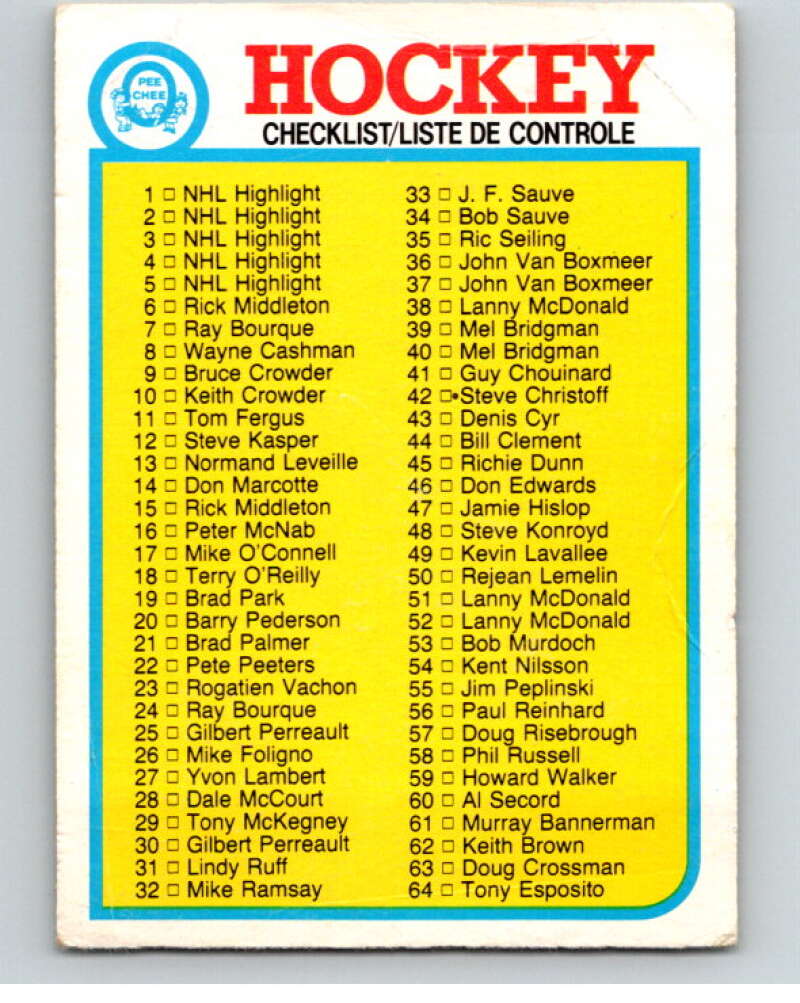 PEE
CHEE
HOCKEY
CHECKLIST/LISTE DE CONTROLE
1 □ NHL Highlight
2 □ NHL Highlight
3 □ NHL Highlight
4 □ NHL Highlight
5 □ NHL Highlight
6 □ Rick Middleton
7 □ Ray Bourque
8 □ Wayne Cashman
9 □ Bruce Crowder
10 □ Keith Crowder
11 □ Tom Fergus
12 □ Steve Kasper
13 □ Normand Leveille
14 □ Don Marcotte
15 □ Rick Middleton
16 □ Peter McNab
17 □ Mike O'Connell
18 □ Terry O'Reilly
19 □ Brad Park
20 □ Barry Pederson
21 □ Brad Palmer
22 □ Pete Peeters
23 □ Rogatien Vachon
24 □ Ray Bourque
25 □ Gilbert Perreault
26 □ Mike Foligno
27 □ Yvon Lambert
28 □ Dale McCourt
29 □ Tony McKegney
30 □ Gilbert Perreault
31 □ Lindy Ruff
32 □ Mike Ramsay
33 □ J. F. Sauve
34 □ Bob Sauve
35 □ Ric Seiling
36 □ John Van Boxmeer
37 □ John Van Boxmeer
38 □ Lanny McDonald
39 □ Mel Bridgman
40 □ Mel Bridgman
41 □ Guy Chouinard
42 □•Steve Christoff
43 □ Denis Cyr
44 □ Bill Clement
45 □ Richie Dunn
46 □ Don Edwards
47 □ Jamie Hislop
48 □ Steve Konroyd
49 □ Kevin Lavallee
50 □ Rejean Lemelin
51 □ Lanny McDonald
52 □ Lanny McDonald
53 □ Bob Murdoch
54 □ Kent Nilsson
55 □ Jim Peplinski
56 □ Paul Reinhard
57 □ Doug Risebrough
58 □ Phil Russell
59 □ Howard Walker
60 □ Al Secord
61 □ Murray Bannerman
62 □ Keith Brown
63 □ Doug Crossman
64 □ Tony Esposito